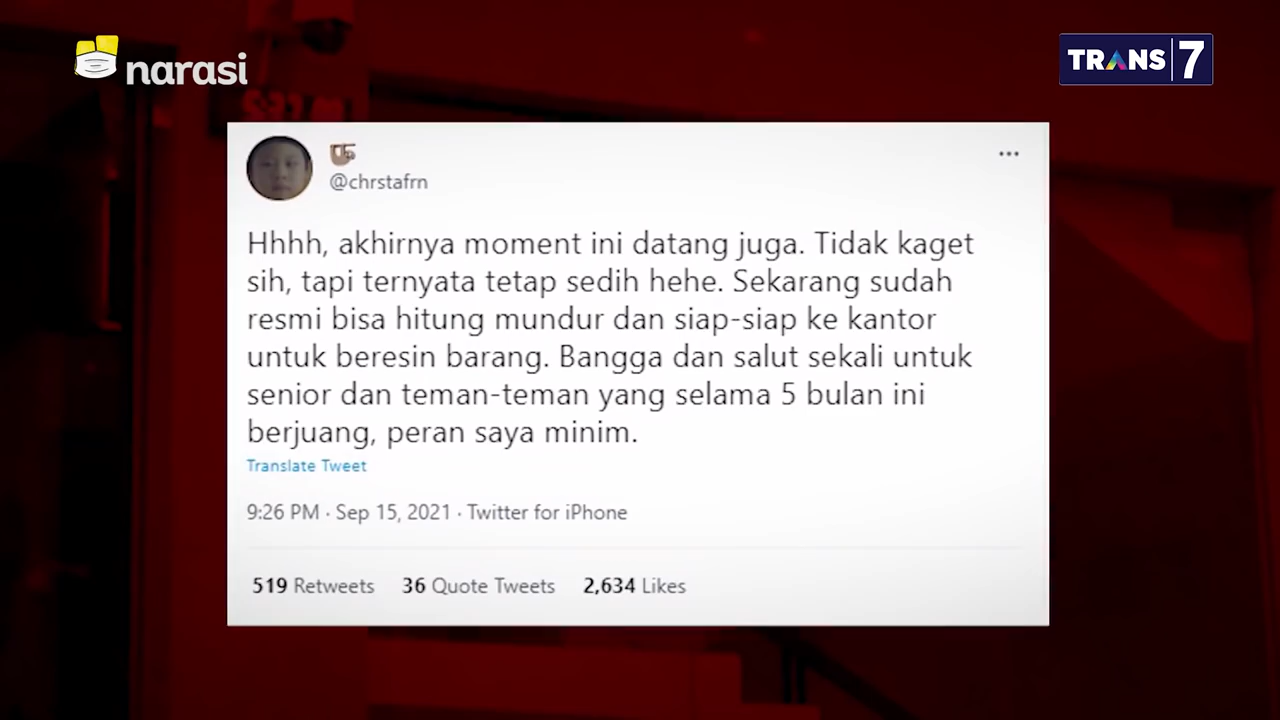 narasi
TRANS 7
@chrstafrn
Hhhh, akhirnya moment ini datang juga. Tidak kaget
sih, tapi ternyata tetap sedih hehe. Sekarang sudah
resmi bisa hitung mundur dan siap-siap ke kantor
untuk beresin barang. Bangga dan salut sekali untuk
senior dan teman-teman yang selama 5 bulan ini
berjuang, peran saya minim.
Translate Tweet
9:26 PM · Sep 15, 2021 · Twitter for iPhone
519 Retweets 36 Quote Tweets 2,634 Likes